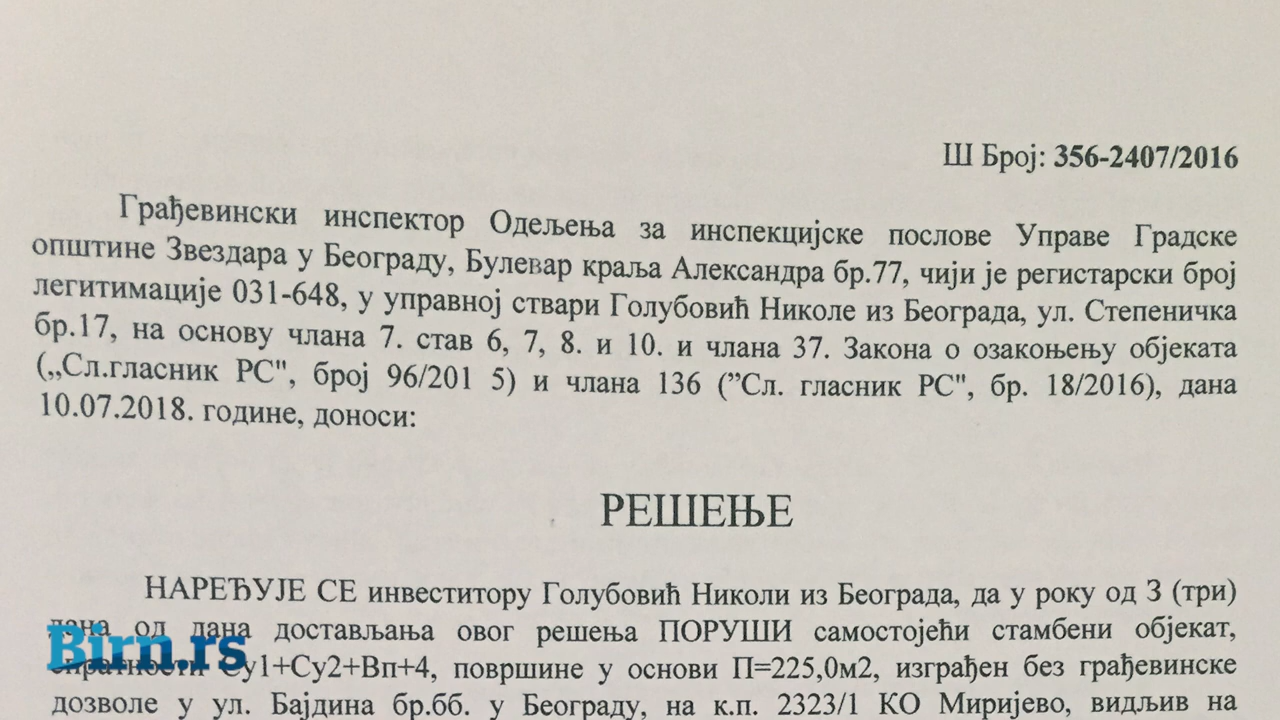 Ш Број: 356-2407/2016
Грађевински инспектор Одељења за инспекцијске послове Управе Градске
општине Звездара у Београду, Булевар краља Александра бр.77, чији је регистарски број
легитимације 031-648, у управној ствари Голубовић Николе из Београда, ул. Степеничка
бр.17, на основу члана 7. став 6, 7, 8. и 10. и члана 37. Закона о озакоњењу објеката
(„Сл.гласник РС", број 96/201 5) и члана 136 (”Сл. гласник РС", бр. 18/2016), дана
10.07.2018. године, доноси:
РЕШЕЊЕ
НАРЕЂУЈЕ СЕ инвеститору Голубовић Николи из Београда, да у року од 3 (три)
дана од дана достављања овог решења ПОРУШИ самостојећи стамбени објекат,
Birn.rs
спратности Су1+Су2+Вп+4, површине у основи П=225,0м2, изграђен без грађевинске
дозволе у ул. Бајдина бр.бб. у Београду, на к.п. 2323/1 КО Миријево, видљив на